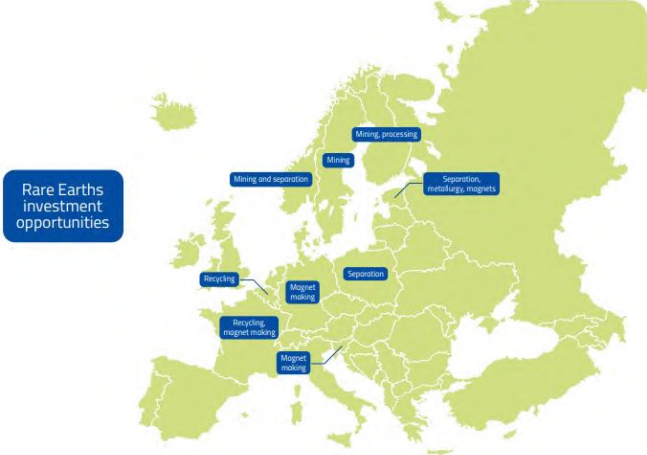 Rare Earths
investment
opportunities
Mining, processing
Mining
Mining and separation
Separation,
metallurgy, magnets
Recycling
Magnet
making
Separation
Recycling,
magnet making
Magnet
making